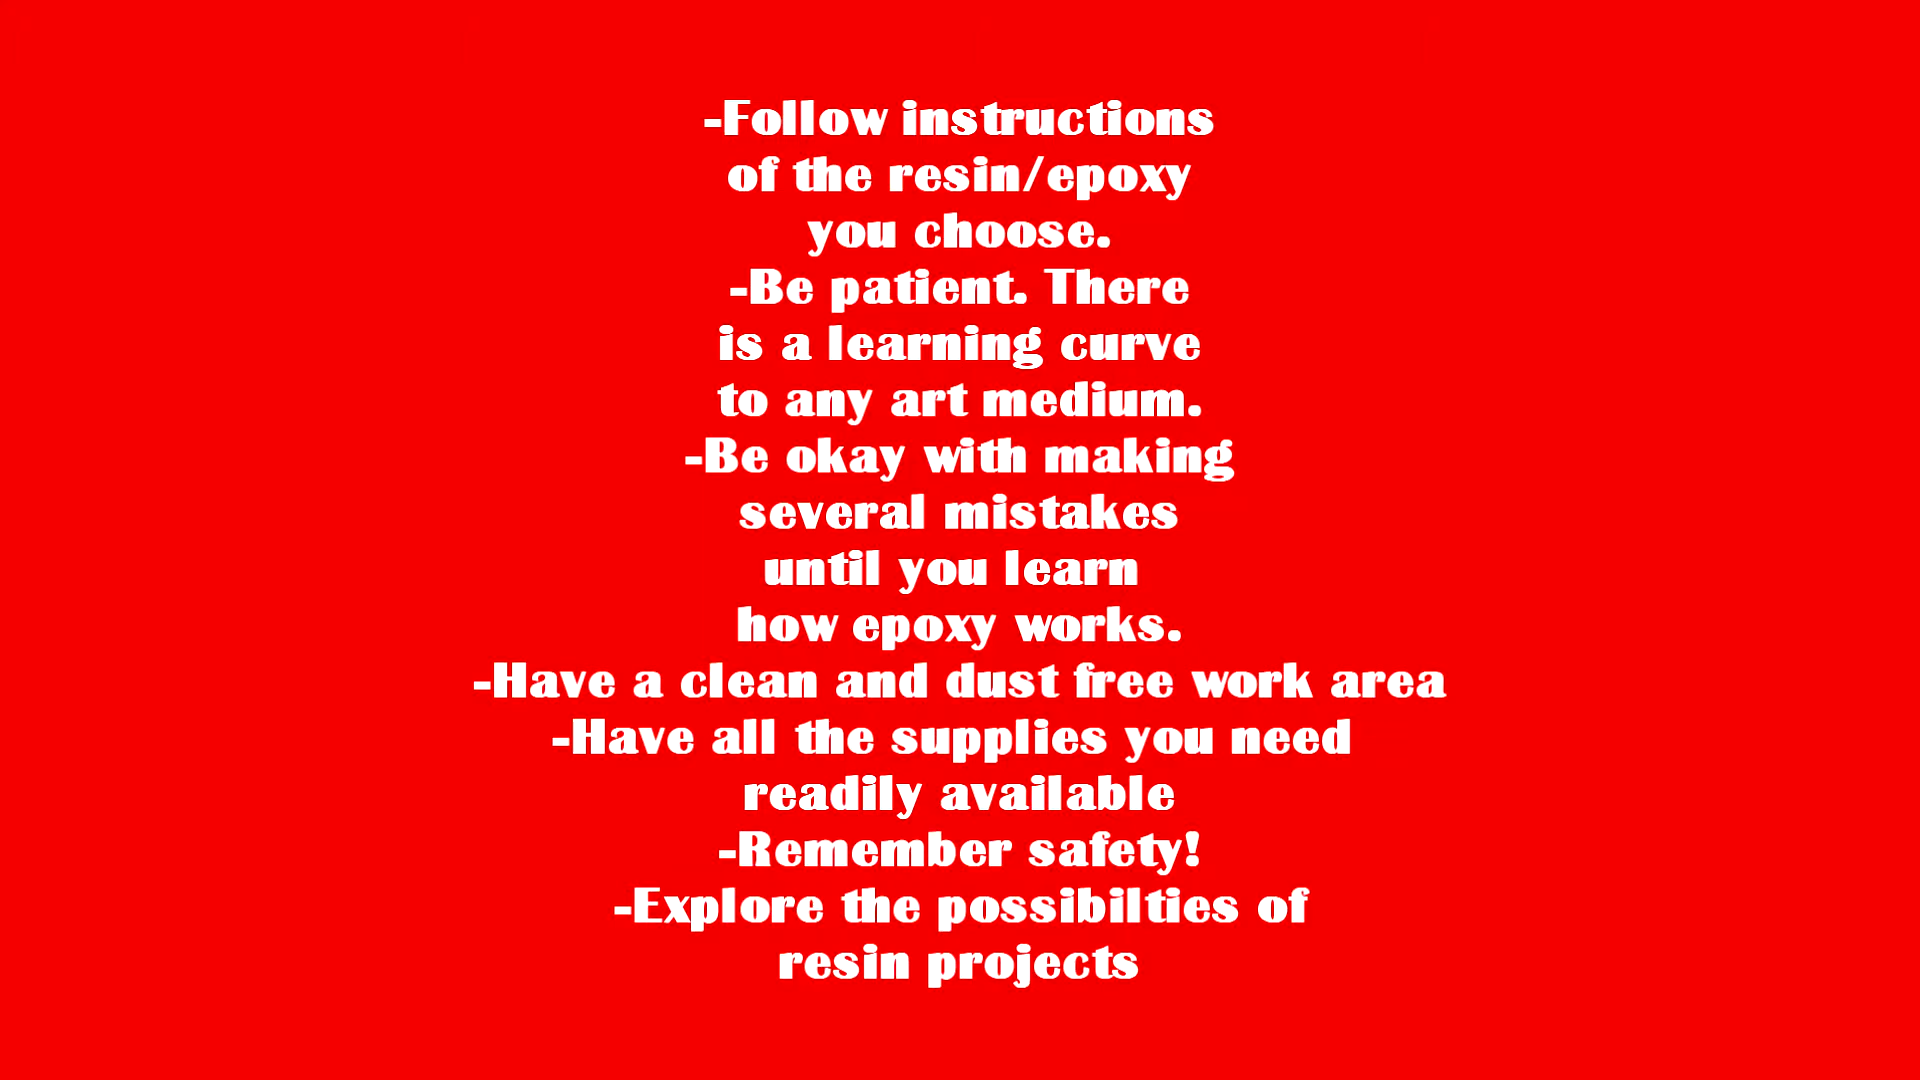 -Follow instructions
of the resin/epoxy
you choose.
-Be patient. There
is a learning curve
to any art medium.
-Be okay with making
several mistakes
until you learn
how epoxy works.
-Have a clean and dust free work area
-Have all the supplies you need
readily available
-Remember safety!
-Explore the possibilties of
resin projects